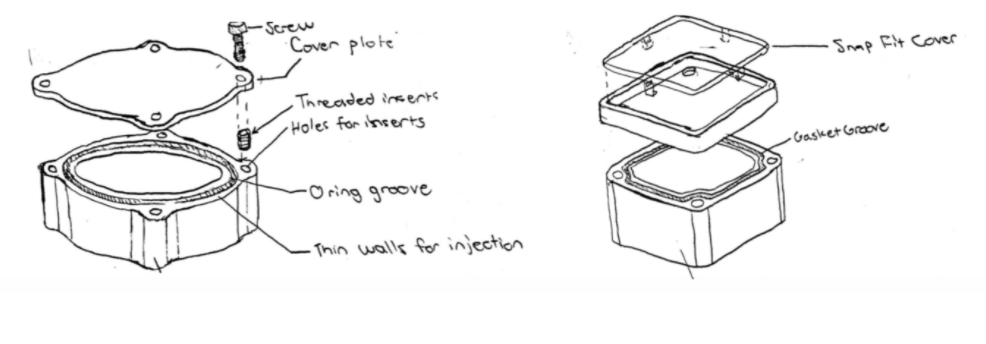 Screw
Cover plate
Threaded inserts
Holes for inserts
O ring groove
Thin walls for injection
Snap Fit Cover
Gasket Groove